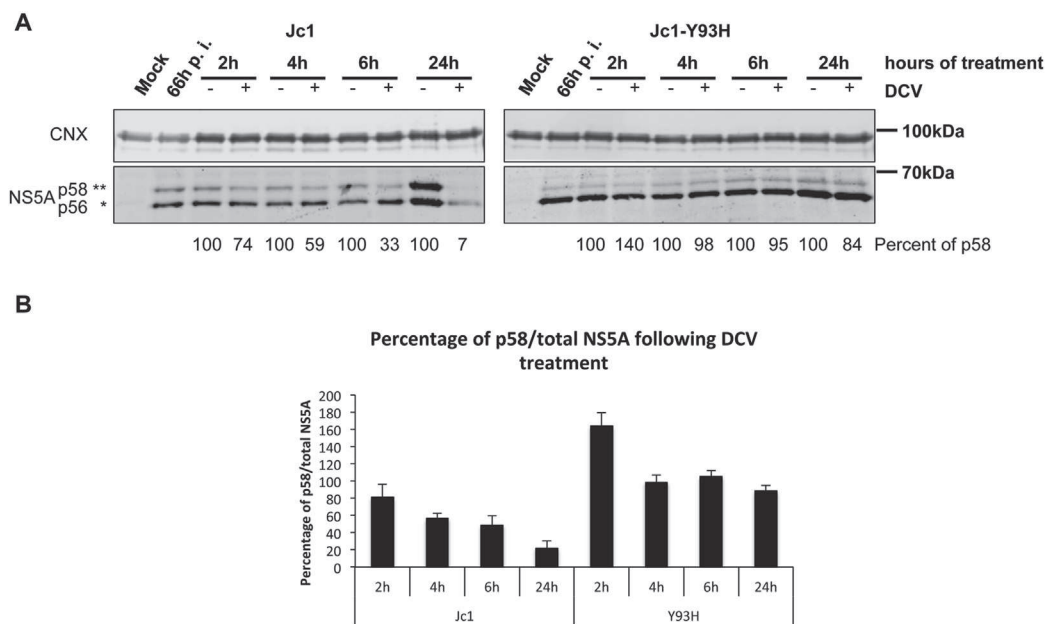 A
Jc1 Jc1-Y93H
Mock 66h p. i. 2h 4h 6h 24h Mock 66h p. i. 2h 4h 6h 24h hours of treatment
- + - + - + - + - + - + - + - + DCV
CNX 100kDa
70kDa
NS5A p58 **
p56 *
100 74 100 59 100 33 100 7 100 140 100 98 100 95 100 84 Percent of p58
B
Percentage of p58/total NS5A following DCV
treatment
Percentage of p58/total NS5A
200
180
160
140
120
100
80
60
40
20
0
2h 4h 6h 24h 2h 4h 6h 24h
Jc1 Y93H